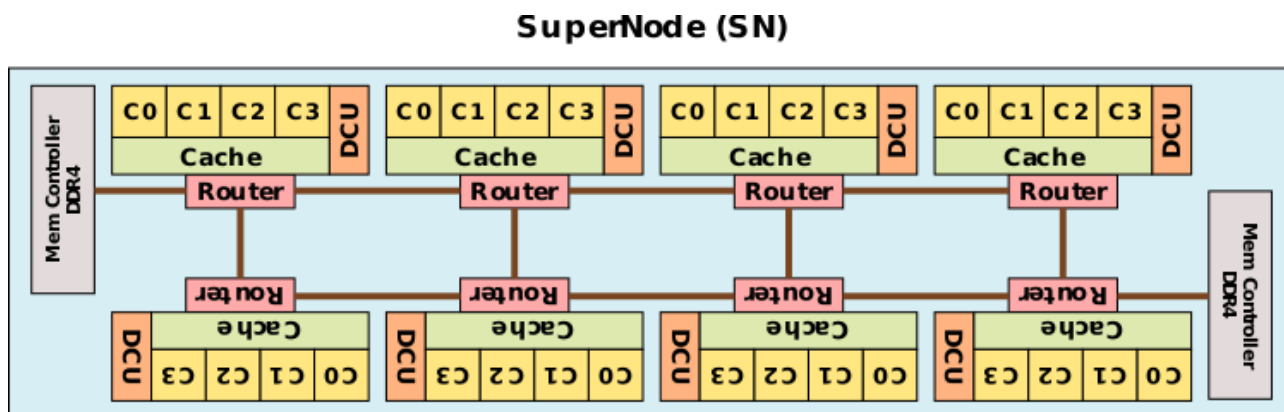 SuperNode (SN)
Mem Controller
DDR4
C0 C1 C2 C3 DCU
Cache
Router
C0 C1 C2 C3 DCU
Cache
Router
C0 C1 C2 C3 DCU
Cache
Router
C0 C1 C2 C3 DCU
Cache
Router
Router
Cache
DCU C3 C2 C1 C0
Router
Cache
DCU C3 C2 C1 C0
Router
Cache
DCU C3 C2 C1 C0
Router
Cache
DCU C3 C2 C1 C0
Mem Controller
DDR4